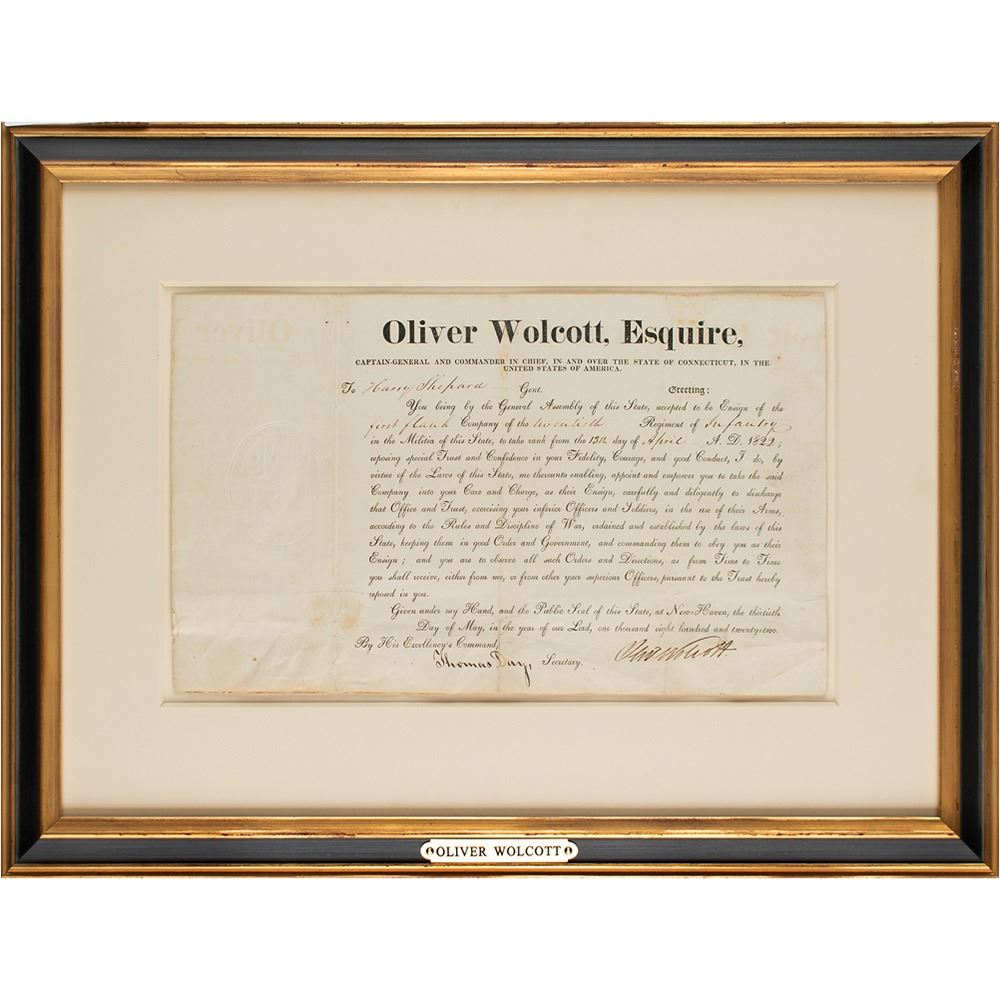 Oliver Wolcott, Esquire,
CAPTAIN-GENERAL AND COMMANDER IN CHIEF, IN AND OVER THE STATE OF CONNECTICUT, IN THE
UNITED STATES OF AMERICA.
To Harry Shepard Gent. Greeting:
You being by the General Assembly of this State, accepted to be Ensign of the
first flank Company of the twentieth Regiment of Infantry
in the Militia of this State, to take rank from the 15th day of April A. D. 1822;
reposing special Trust and Confidence in your Fidelity, Courage, and good Conduct, I do, by
virtue of the Laws of this State, me thereunto enabling, appoint and empower you to take the said
Company into your Care and Charge, as their Ensign, carefully and diligently to discharge
that Office and Trust, exercising your inferior Officers and Soldiers, in the use of their Arms,
according to the Rules and Discipline of War, ordained and established by the laws of this
State, keeping them in good Order and Government, and commanding them to obey you as their
Ensign; and you are to observe all such Orders and Directions, as from Time to Time
you shall receive, either from me, or from other your superiour Officers, pursuant to the Trust hereby
reposed in you.
Given under my Hand, and the Public Seal of this State, at New-Haven, the thirtieth
Day of May, in the year of our Lord, one thousand eight hundred and twenty-two.
By His Excellency's Command,
Thomas Day, Secretary. Oliv Wolcott
OLIVER WOLCOTT